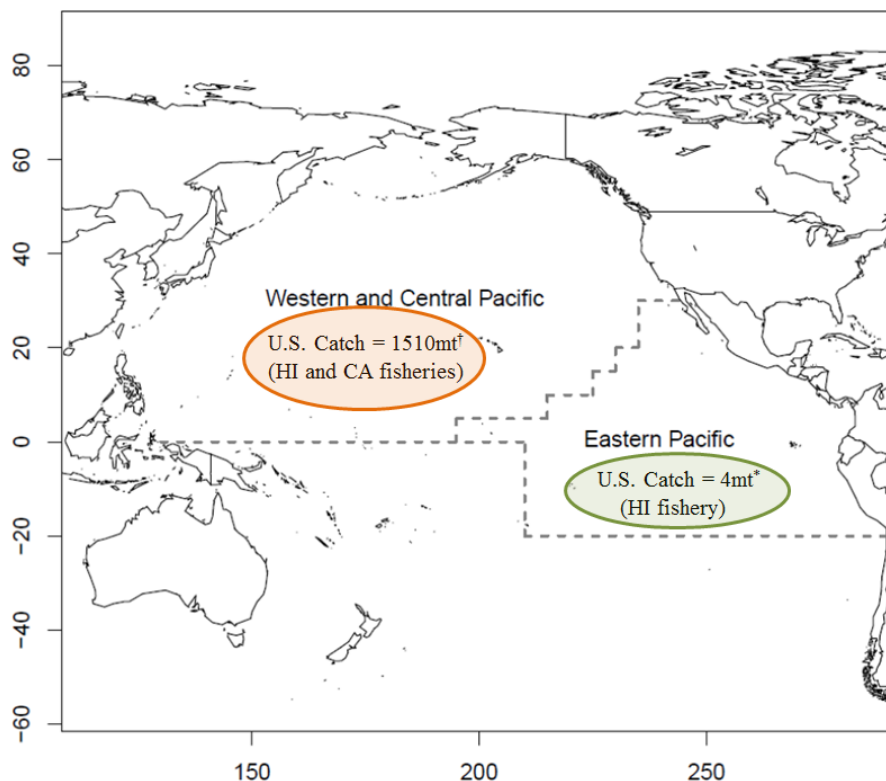 80
60
40
20
0
−20
−40
−60
Western and Central Pacific
U.S. Catch = 1510mt†
(HI and CA fisheries)
Eastern Pacific
U.S. Catch = 4mt*
(HI fishery)
150 200 250